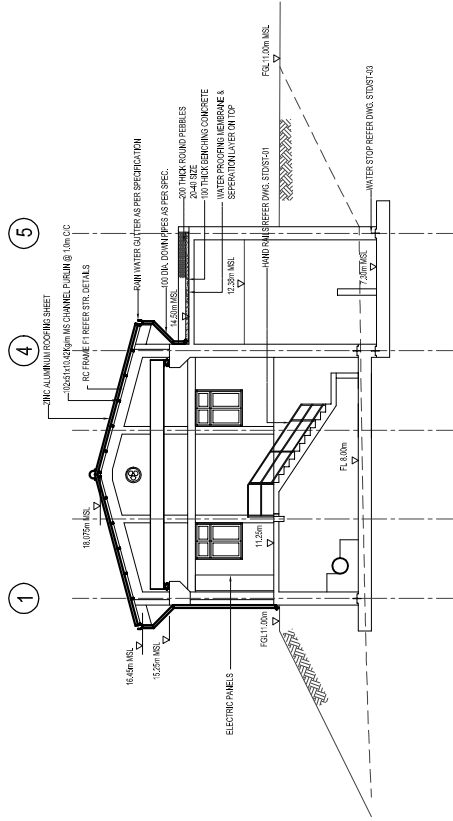 1
4
5
ZINC ALUMINUM ROOFING SHEET
102x51x10.42Kg/m MS CHANNEL PURLIN @ 1.0m C/C
RC FRAME F1 REFER STR. DETAILS
RAIN WATER GUTTER AS PER SPECIFICATION
100 DIA. DOWN PIPES AS PER SPEC.
14.50m MSL
200 THICK ROUND PEBBLES
20-40 SIZE
100 THICK BENCHING CONCRETE
WATER PROOFING MEMBRANE &
SEPERATION LAYER ON TOP
18.075m MSL
16.45m MSL
15.25m MSL
12.38m MSL
HAND RAILS REFER DWG. STD/ST-01
FGL 11.00m MSL
ELECTRIC PANELS
FGL 11.00m
11.25m
FL 8.00m
7.30m MSL
WATER STOP REFER DWG. STD/ST-03